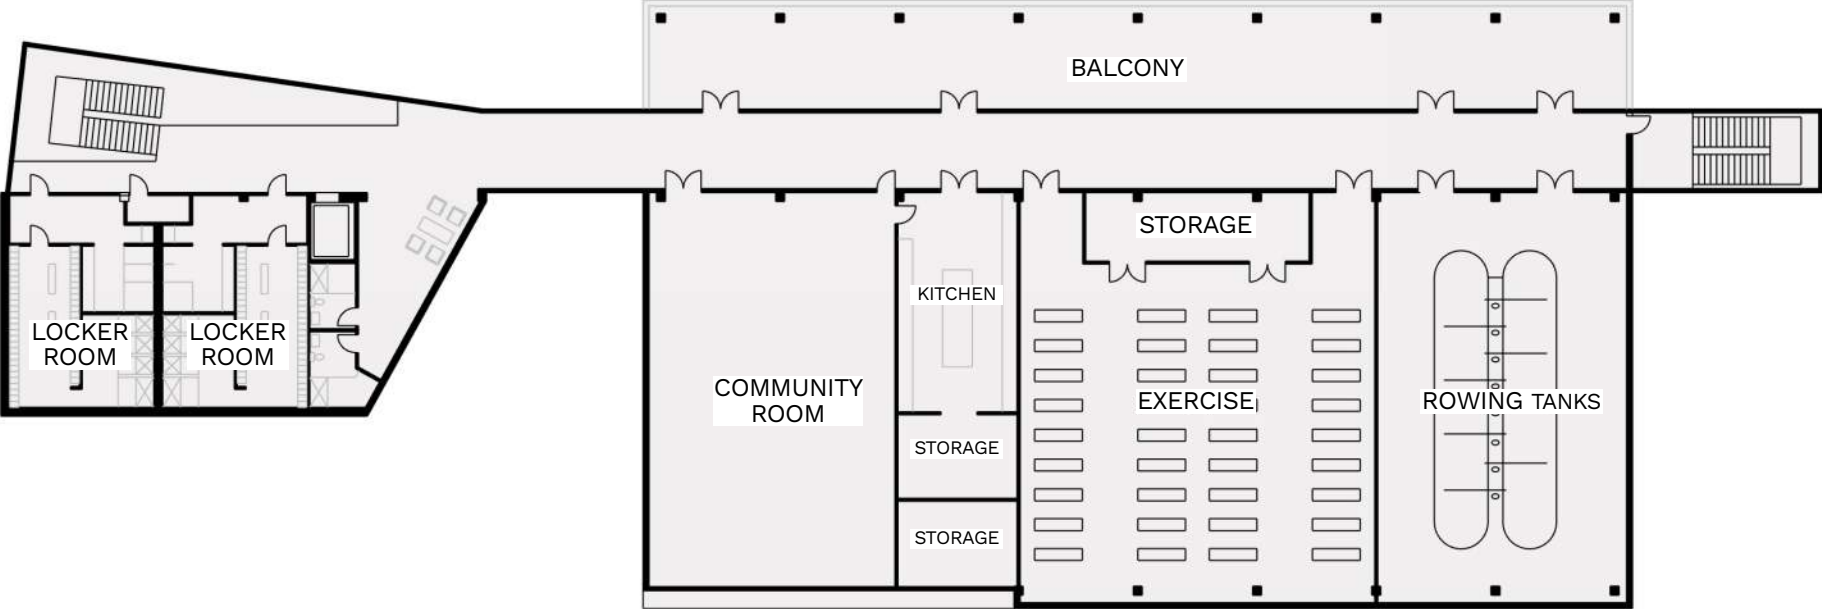 BALCONY
STORAGE
KITCHEN
LOCKER
ROOM
LOCKER
ROOM
COMMUNITY
ROOM
EXERCISE
ROWING TANKS
STORAGE
STORAGE